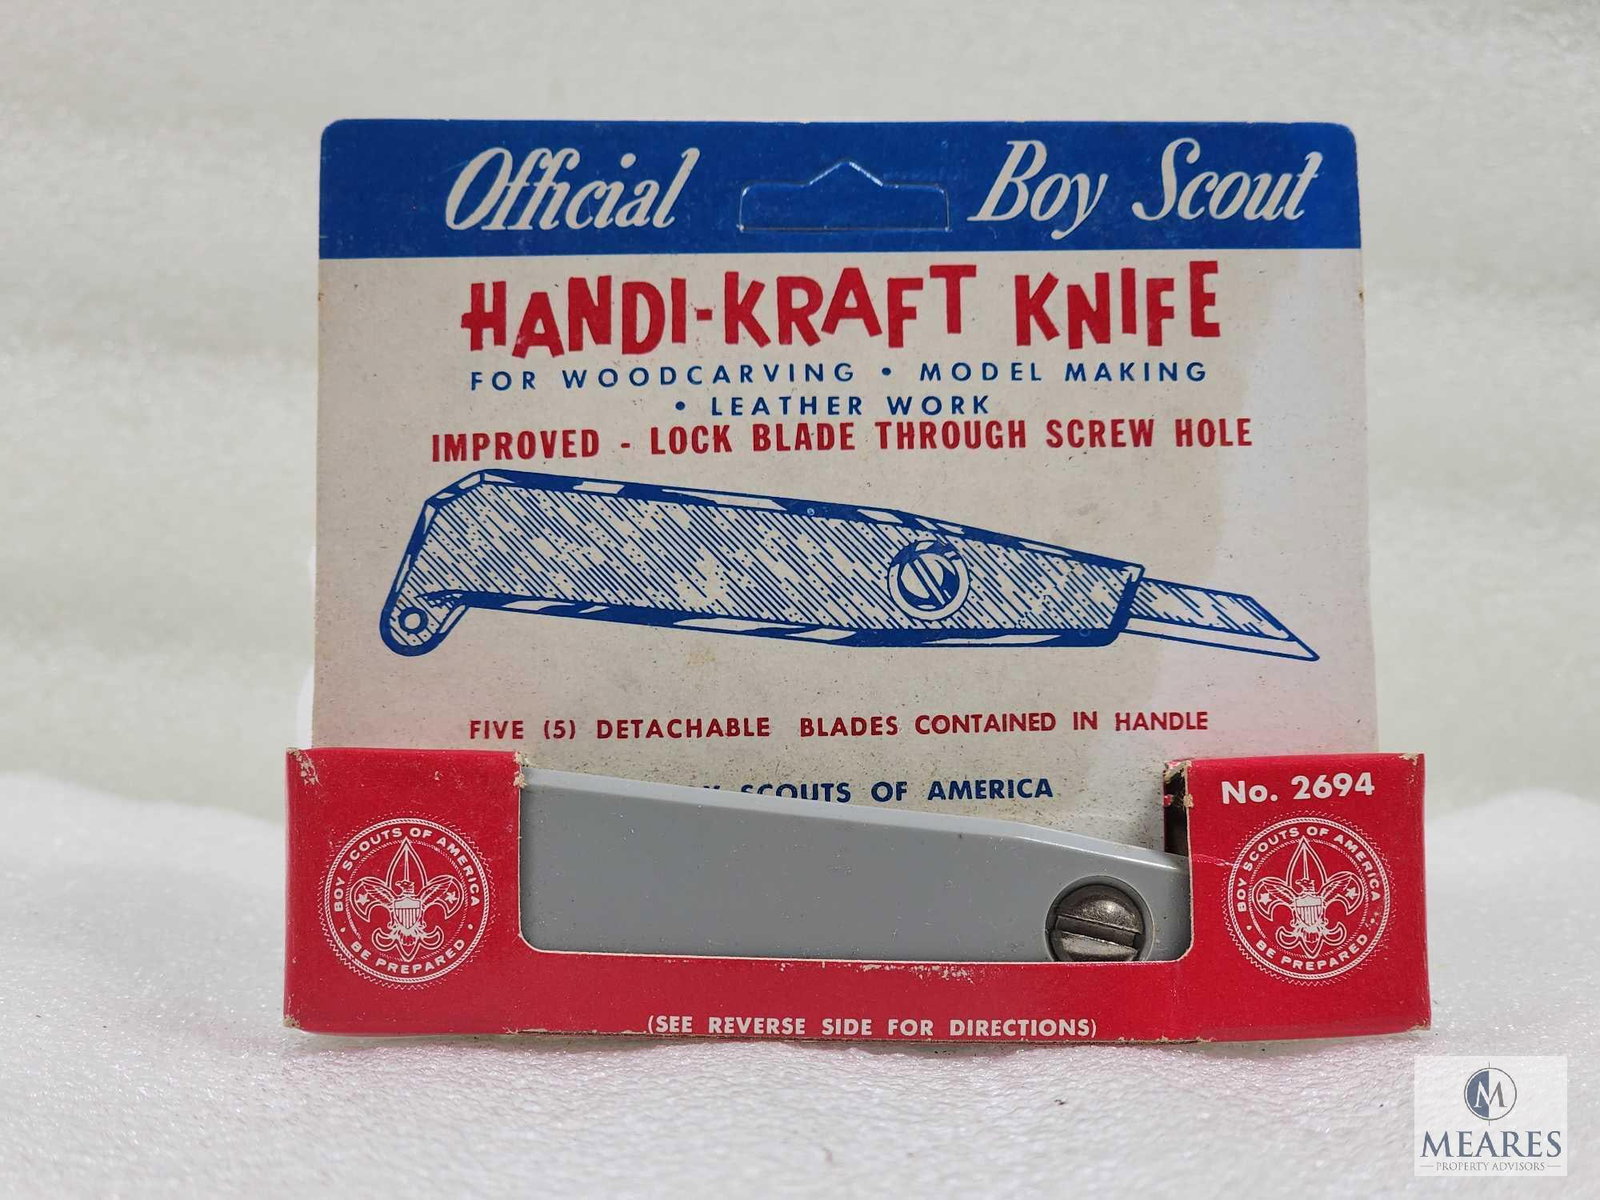 Official Boy Scout
HANDI-KRAFT KNIFE
FOR WOODCARVING • MODEL MAKING
• LEATHER WORK
IMPROVED - LOCK BLADE THROUGH SCREW HOLE
FIVE (5) DETACHABLE BLADES CONTAINED IN HANDLE
SCOUTS OF AMERICA
No. 2694
BOY SCOUTS OF AMERICA
• BE PREPARED •
BOY SCOUTS OF AMERICA
• BE PREPARED •
(SEE REVERSE SIDE FOR DIRECTIONS)
M
MEARES
PROPERTY ADVISORS